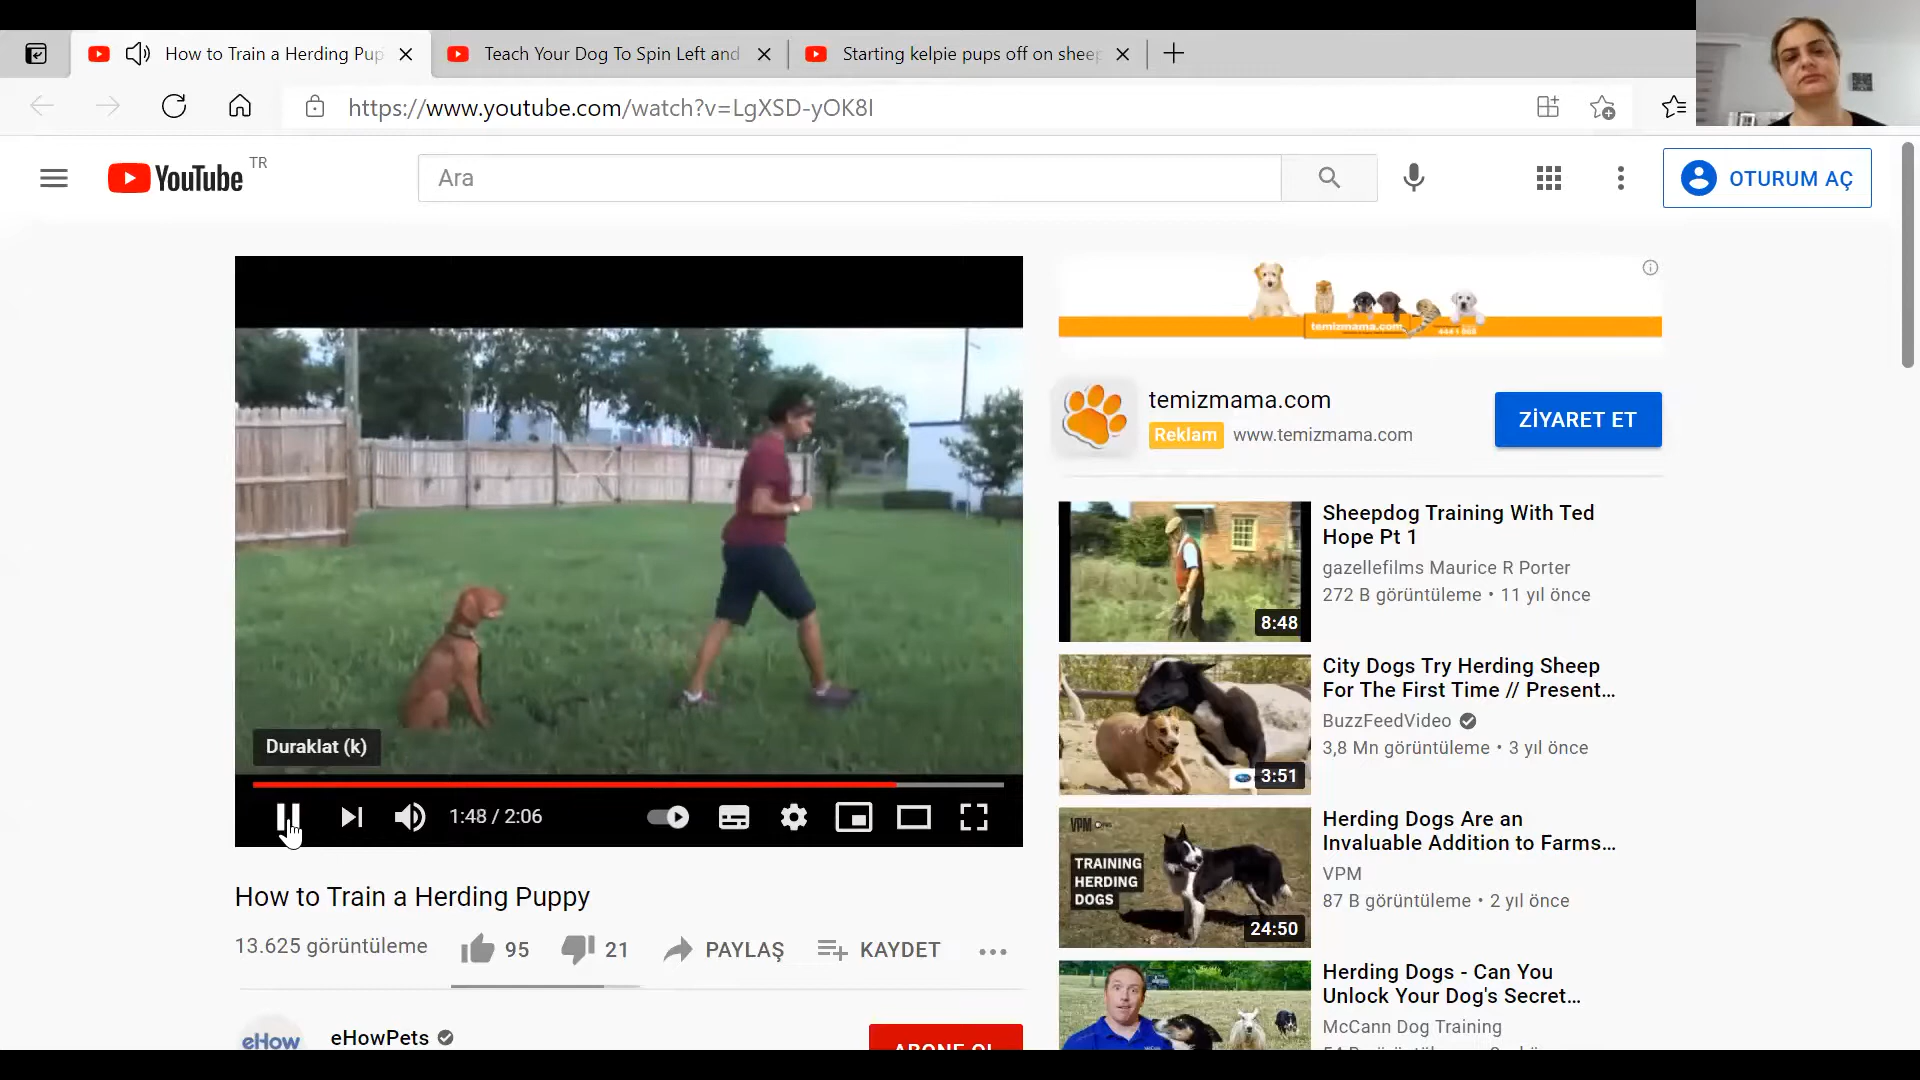 How to Train a Herding Pup
Teach Your Dog To Spin Left and
Starting kelpie pups off on sheep
https://www.youtube.com/watch?v=LgXSD-yOK8I
YouTube TR
Ara
OTURUM AÇ
temizmama.com
temizmama.com
Reklam www.temizmama.com
ZİYARET ET
Duraklat (k)
1:48 / 2:06
How to Train a Herding Puppy
13.625 görüntüleme
95
21
PAYLAŞ
KAYDET
eHow
eHowPets
ABONE OL
8:48
Sheepdog Training With Ted
Hope Pt 1
gazellefilms Maurice R Porter
272 B görüntüleme • 11 yıl önce
3:51
City Dogs Try Herding Sheep
For The First Time // Present...
BuzzFeedVideo
3,8 Mn görüntüleme • 3 yıl önce
VPM
TRAINING
HERDING
DOGS
24:50
Herding Dogs Are an
Invaluable Addition to Farms...
VPM
87 B görüntüleme • 2 yıl önce
Herding Dogs - Can You
Unlock Your Dog's Secret...
McCann Dog Training